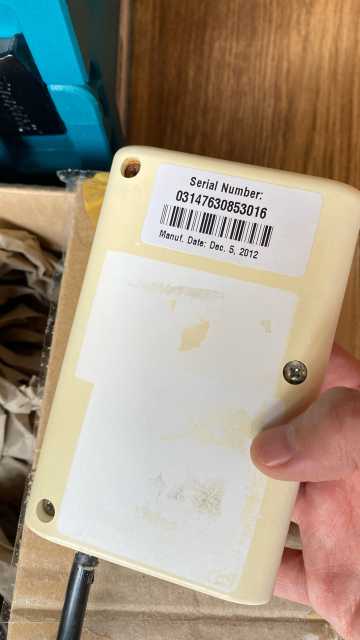 Serial Number:
03147630853016
Manuf. Date: Dec. 5, 2012